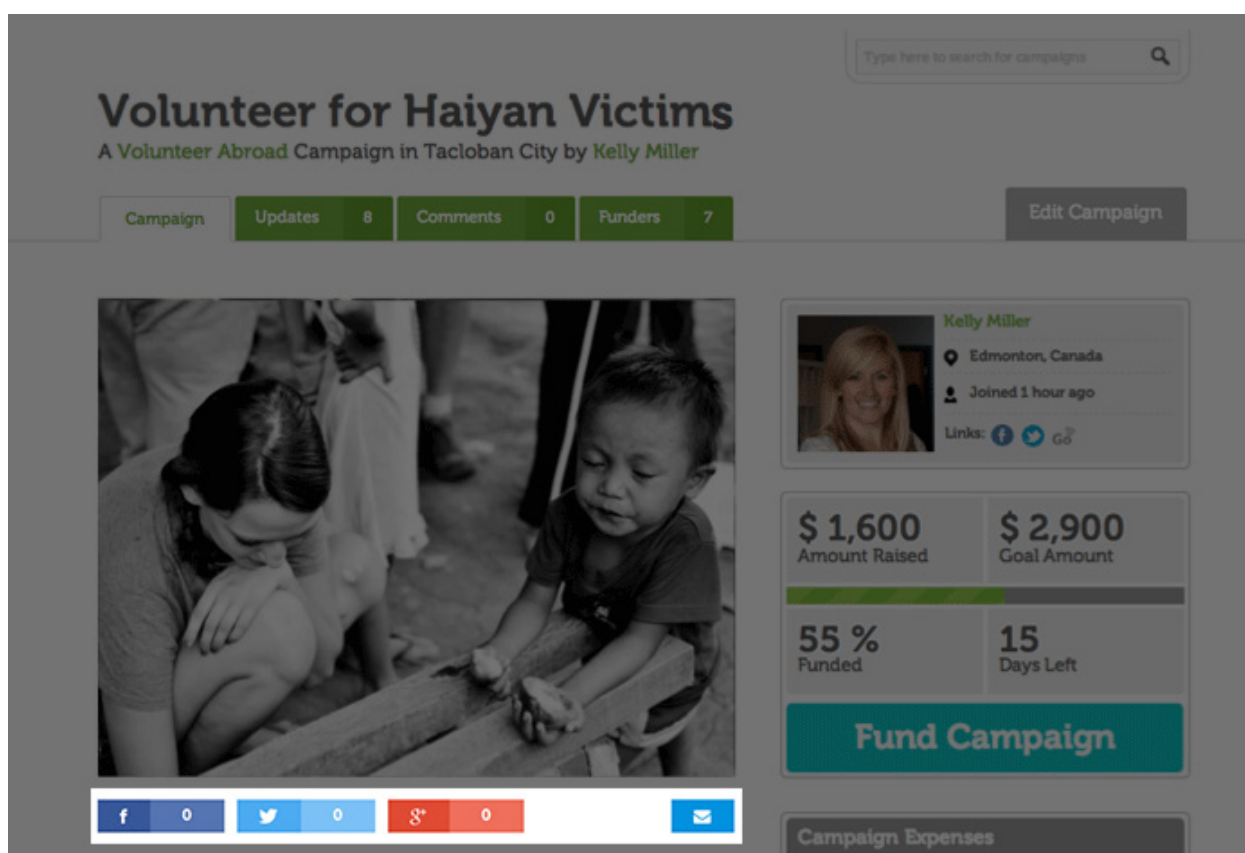 Type here to search for campaigns
Volunteer for Haiyan Victims
A Volunteer Abroad Campaign in Tacloban City by Kelly Miller
Campaign Updates 8 Comments 0 Funders 7
Edit Campaign
Kelly Miller
Edmonton, Canada
Joined 1 hour ago
Links: f GO
$ 1,600 $ 2,900
Amount Raised Goal Amount
55 % 15
Funded Days Left
Fund Campaign
f 0 0 g+ 0
Campaign Expenses